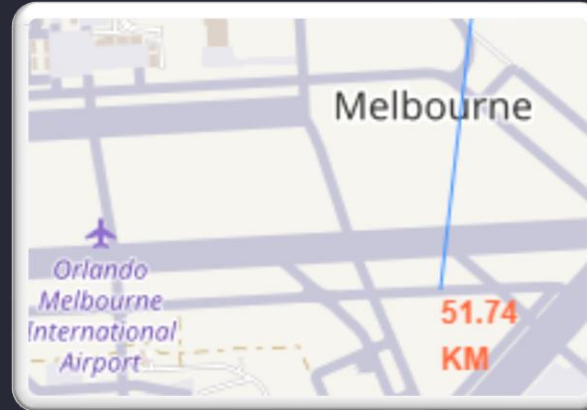 Melbourne
Orlando
Melbourne
International
Airport
51.74
KM